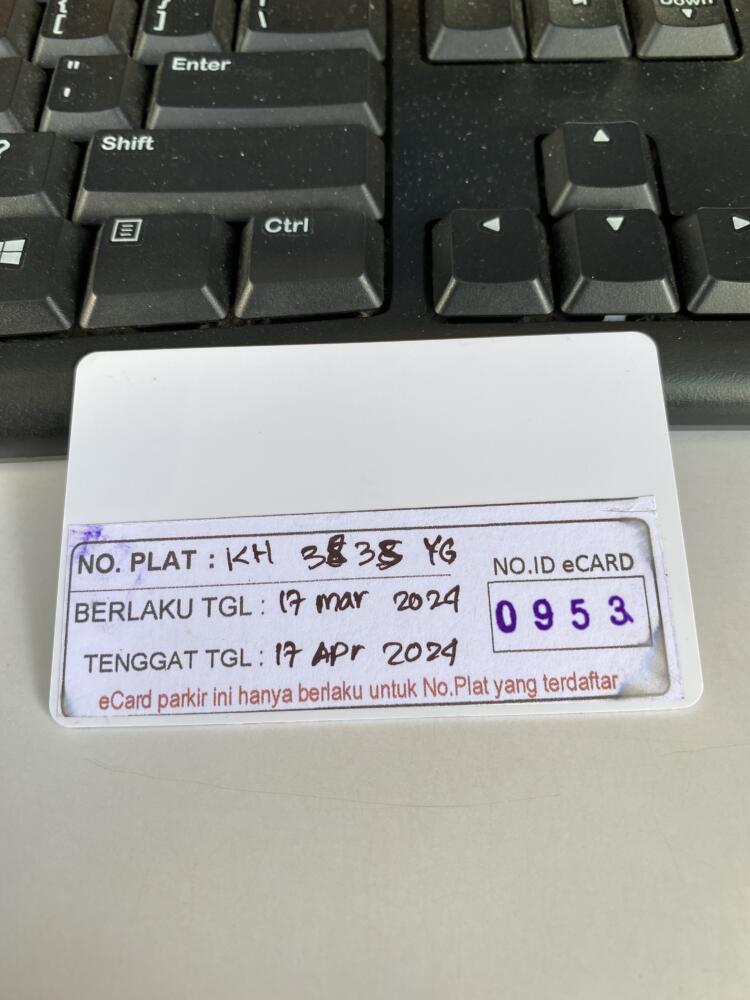 { [
} ]
| \
Down
" '
Enter
?
Shift
Ctrl
NO. PLAT : KH YG
BERLAKU TGL : 17 mar 2024
TENGGAT TGL : 17 Apr 2024
eCard parkir ini hanya berlaku untuk No.Plat yang terdaftar
NO.ID eCARD
0953